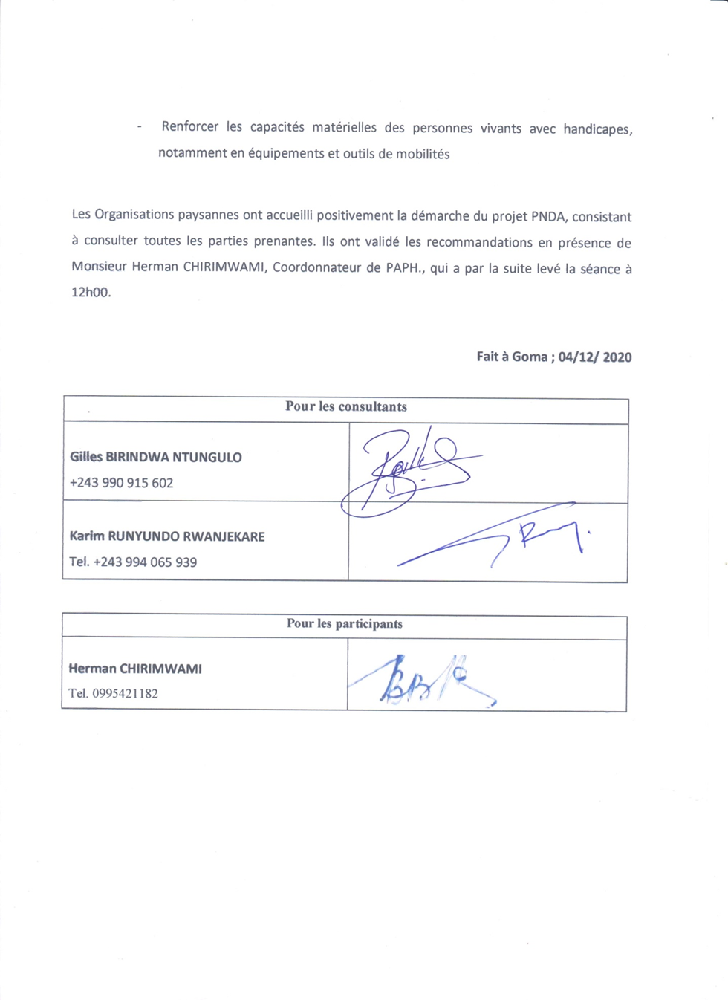 - Renforcer les capacités matérielles des personnes vivants avec handicapes,
notamment en équipements et outils de mobilités
Les Organisations paysannes ont accueilli positivement la démarche du projet PNDA, consistant
à consulter toutes les parties prenantes. Ils ont validé les recommandations en présence de
Monsieur Herman CHIRIMWAMI, Coordonnateur de PAPH., qui a par la suite levé la séance à
12h00.
Fait à Goma ; 04/12/ 2020
Pour les consultants
Gilles BIRINDWA NTUNGULO
+243 990 915 602
Karim RUNYUNDO RWANJEKARE
Tel. +243 994 065 939
Pour les participants
Herman CHIRIMWAMI
Tel. 0995421182